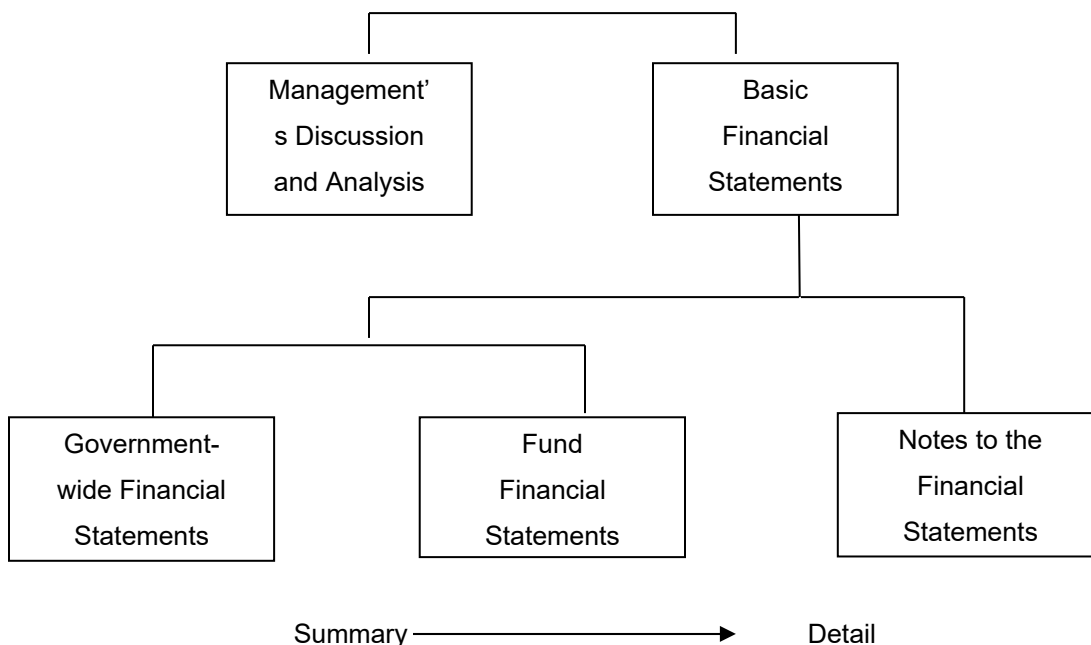 Management’
s Discussion
and Analysis
Basic
Financial
Statements
Government-
wide Financial
Statements
Fund
Financial
Statements
Notes to the
Financial
Statements
Summary
Detail